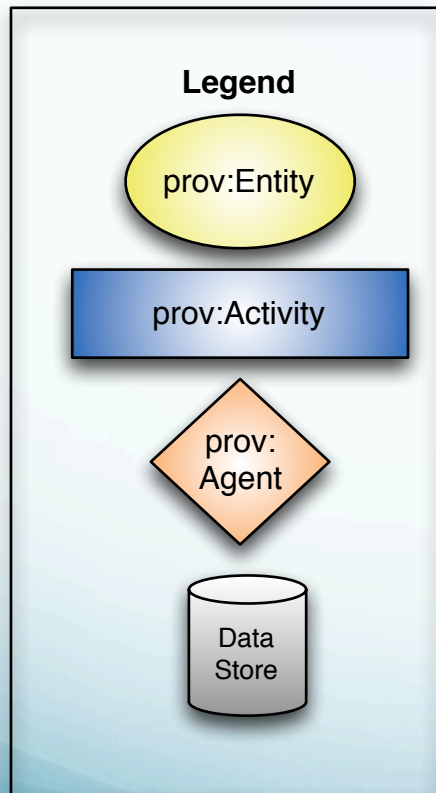 Legend
prov:Entity
prov:Activity
prov:
Agent
Data
Store